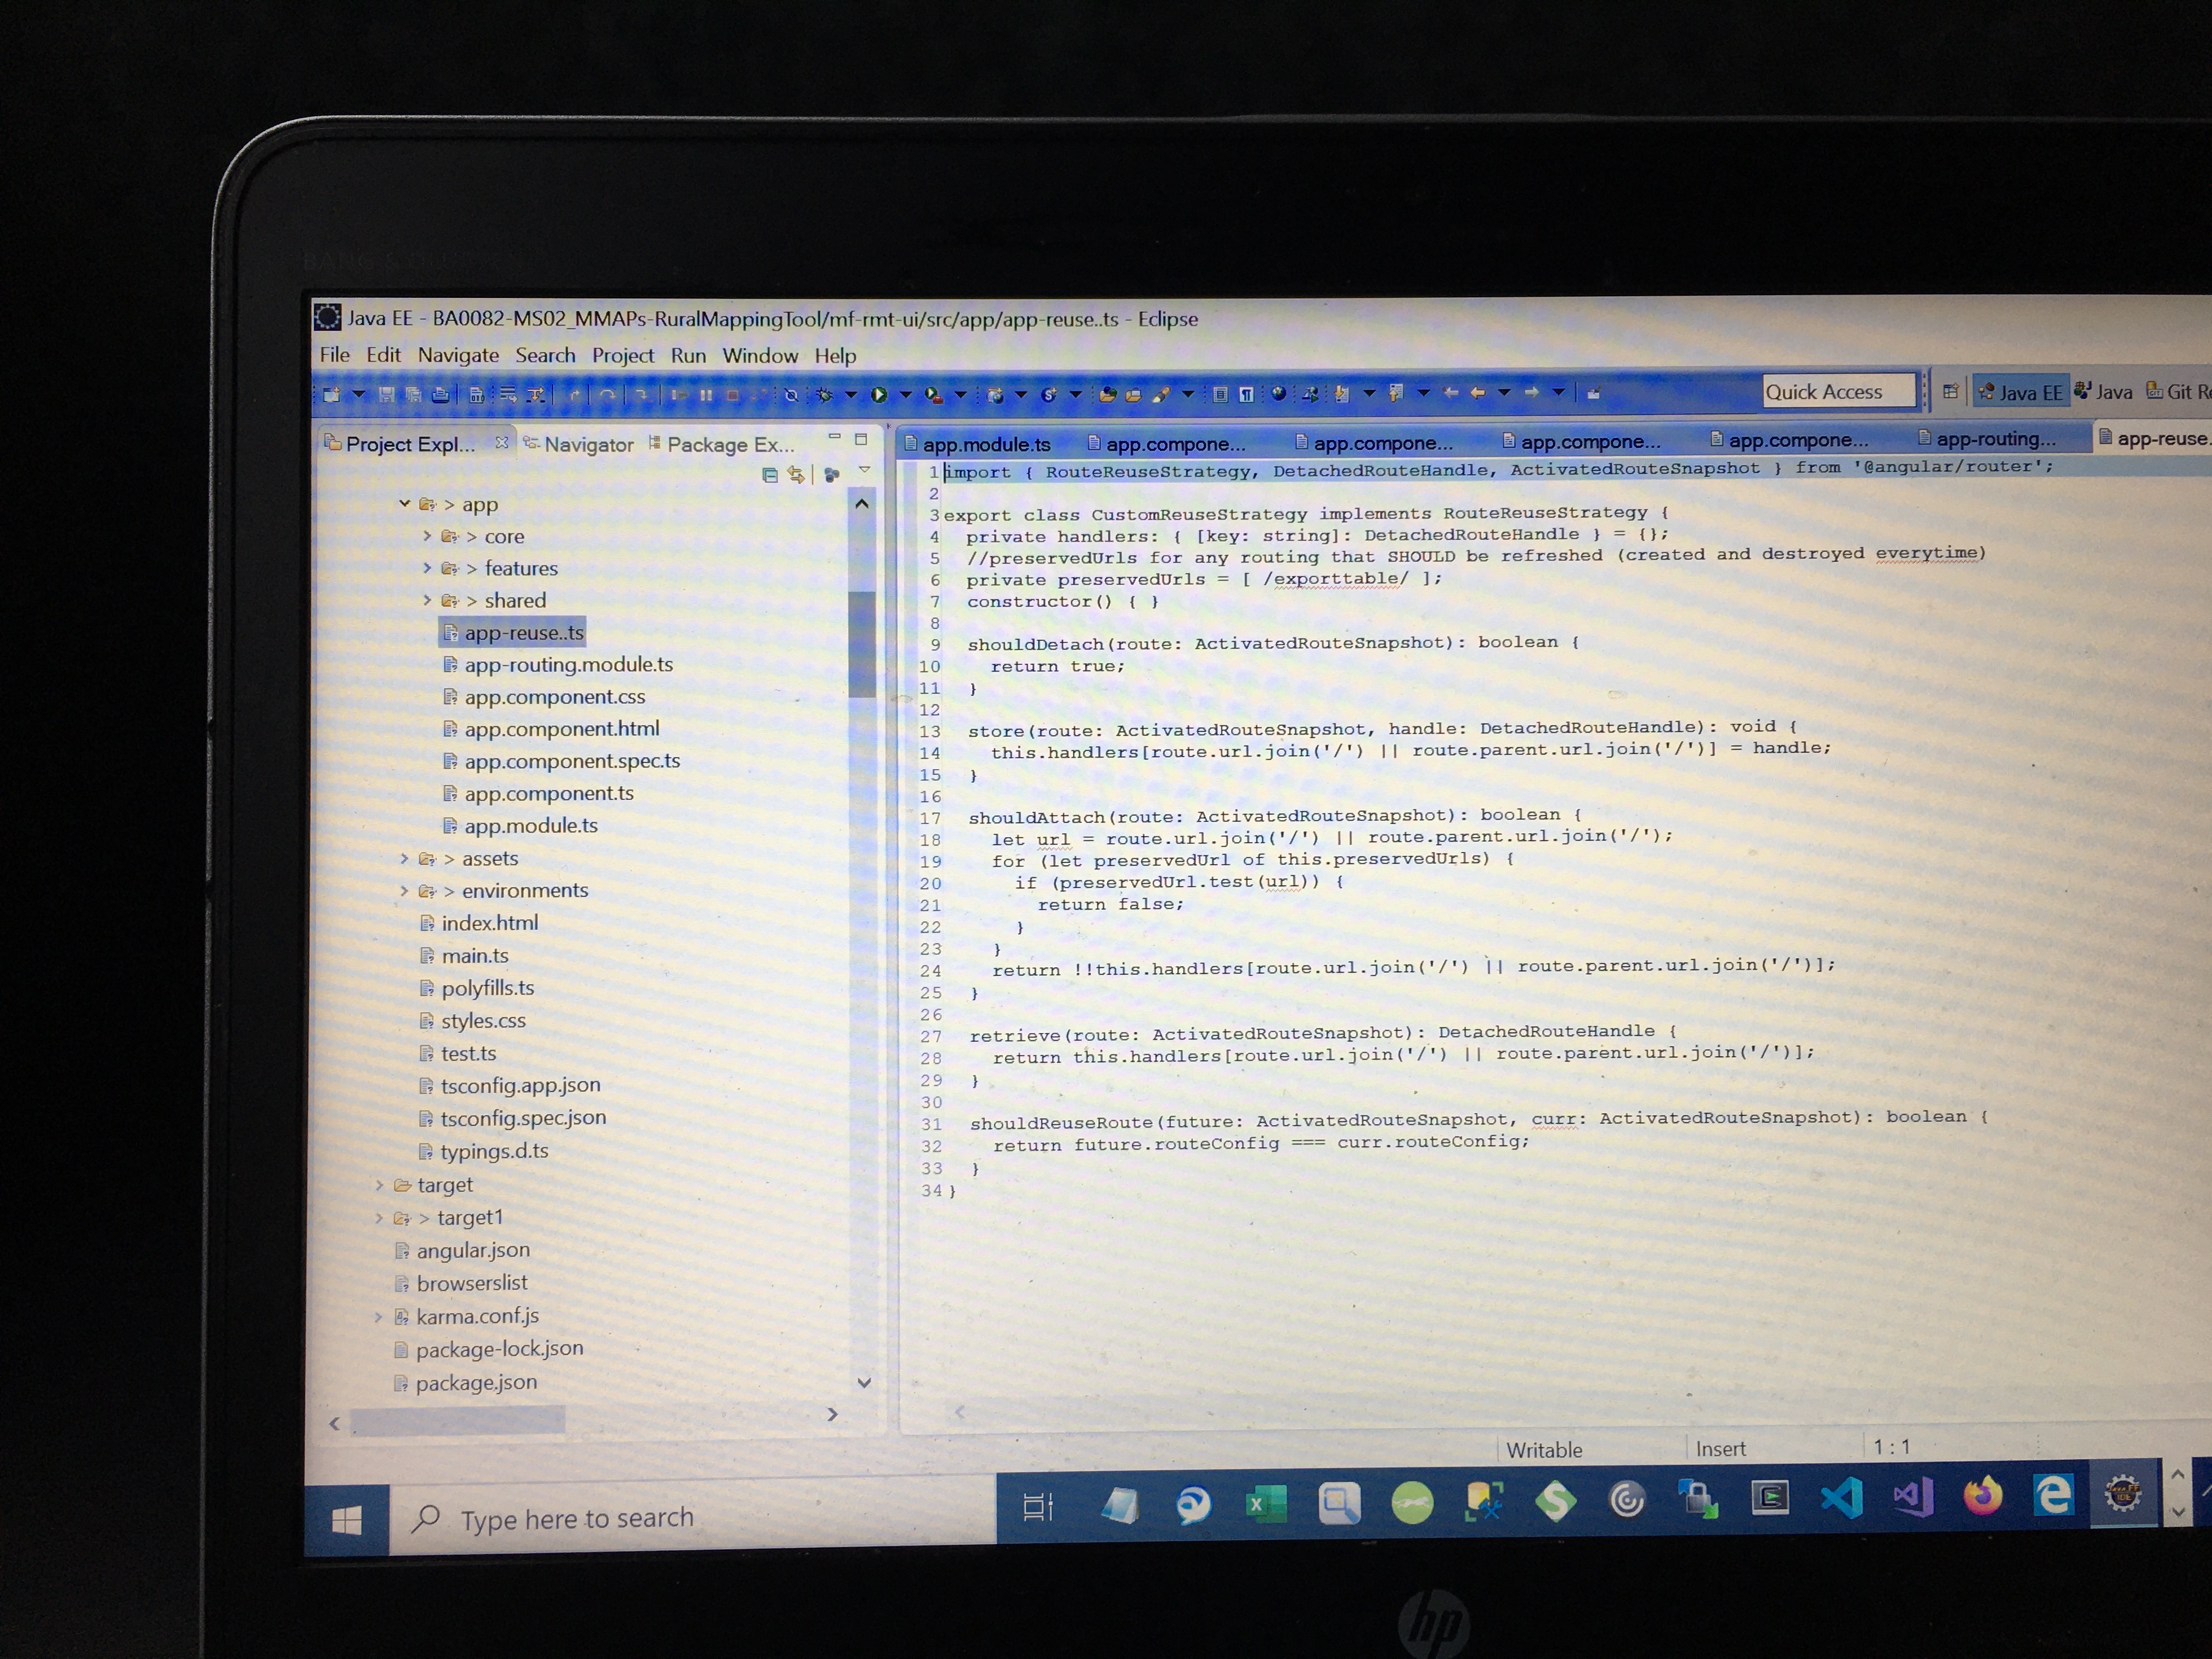 Java EE - BA0082-MS02_MMAPs-RuralMappingTool/mf-rmt-ui/src/app/app-reuse..ts - Eclipse
File Edit Navigate Search Project Run Window Help
Quick Access
Java EE Java Git Re
Project Expl... Navigator Package Ex...
app.module.ts app.compone... app.compone... app.compone... app.compone... app-routing... app-reuse.
> app
> core
> features
> shared
app-reuse..ts
app-routing.module.ts
app.component.css
app.component.html
app.component.spec.ts
app.component.ts
app.module.ts
> assets
> environments
index.html
main.ts
polyfills.ts
styles.css
test.ts
tsconfig.app.json
tsconfig.spec.json
typings.d.ts
target
> target1
angular.json
browserslist
karma.conf.js
package-lock.json
package.json
1 import { RouteReuseStrategy, DetachedRouteHandle, ActivatedRouteSnapshot } from '@angular/router';
2
3 export class CustomReuseStrategy implements RouteReuseStrategy {
4 private handlers: { [key: string]: DetachedRouteHandle } = {};
5 //preservedUrls for any routing that SHOULD be refreshed (created and destroyed everytime)
6 private preservedUrls = [ /exporttable/ ];
7 constructor() { }
8
9 shouldDetach(route: ActivatedRouteSnapshot): boolean {
10 return true;
11 }
12
13 store(route: ActivatedRouteSnapshot, handle: DetachedRouteHandle): void {
14 this.handlers[route.url.join('/') || route.parent.url.join('/')] = handle;
15 }
16
17 shouldAttach(route: ActivatedRouteSnapshot): boolean {
18 let url = route.url.join('/') || route.parent.url.join('/');
19 for (let preservedUrl of this.preservedUrls) {
20 if (preservedUrl.test(url)) {
21 return false;
22 }
23 }
24 return !!this.handlers[route.url.join('/') || route.parent.url.join('/')];
25 }
26
27 retrieve(route: ActivatedRouteSnapshot): DetachedRouteHandle {
28 return this.handlers[route.url.join('/') || route.parent.url.join('/')];
29 }
30
31 shouldReuseRoute(future: ActivatedRouteSnapshot, curr: ActivatedRouteSnapshot): boolean {
32 return future.routeConfig === curr.routeConfig;
33 }
34 }
Writable Insert 1 : 1
Type here to search
hp